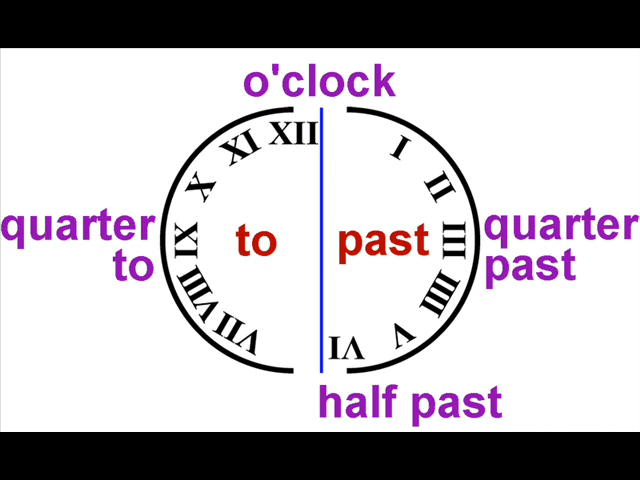 o'clock
XII
I
II
III
IIII
V
VI
VII
VIII
IX
X
XI
quarter
to
to
past
quarter
past
half past